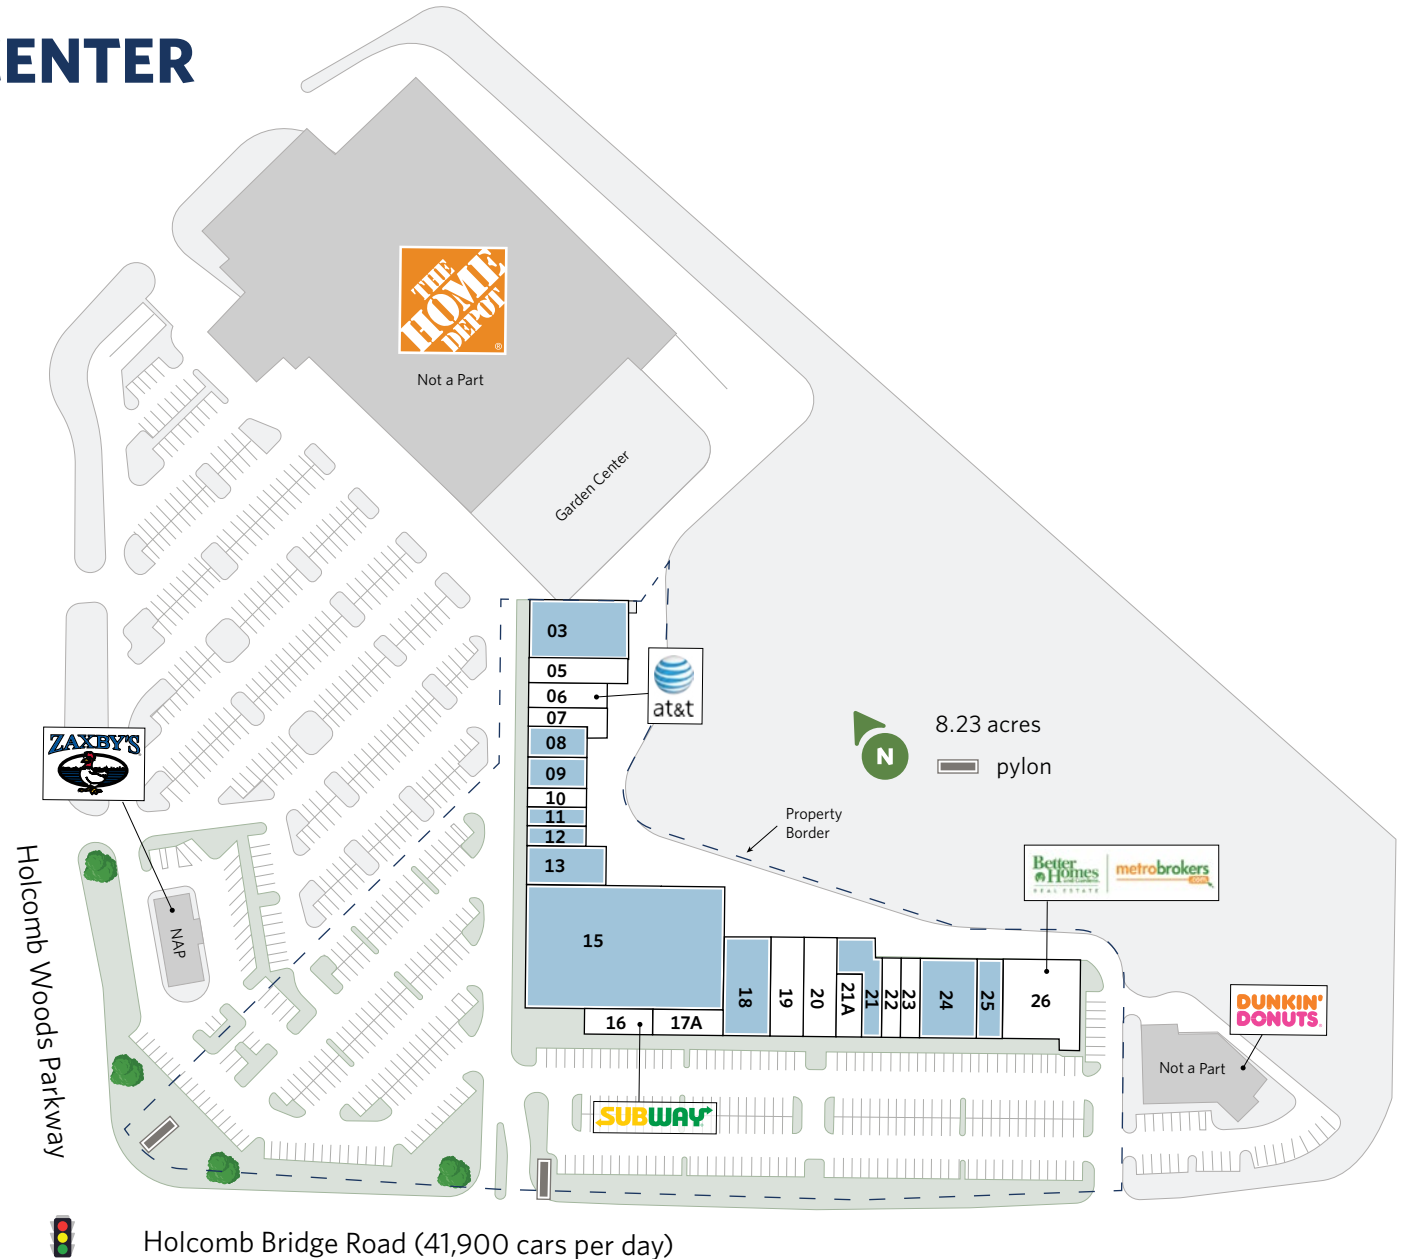 ENTER
THE
HOME
DEPOT
®
Not a Part
Garden Center
03
05
06
07
08
09
10
11
12
13
15
16
17A
18
19
20
21A
21
22
23
24
25
26
at&t
ZAXBY'S
NAP
8.23 acres
N
pylon
Property
Border
Better
Homes
and Gardens
REAL ESTATE
metrobrokers
.com
DUNKIN'
DONUTS
Not a Part
SUBWAY
Holcomb Woods Parkway
Holcomb Bridge Road (41,900 cars per day)